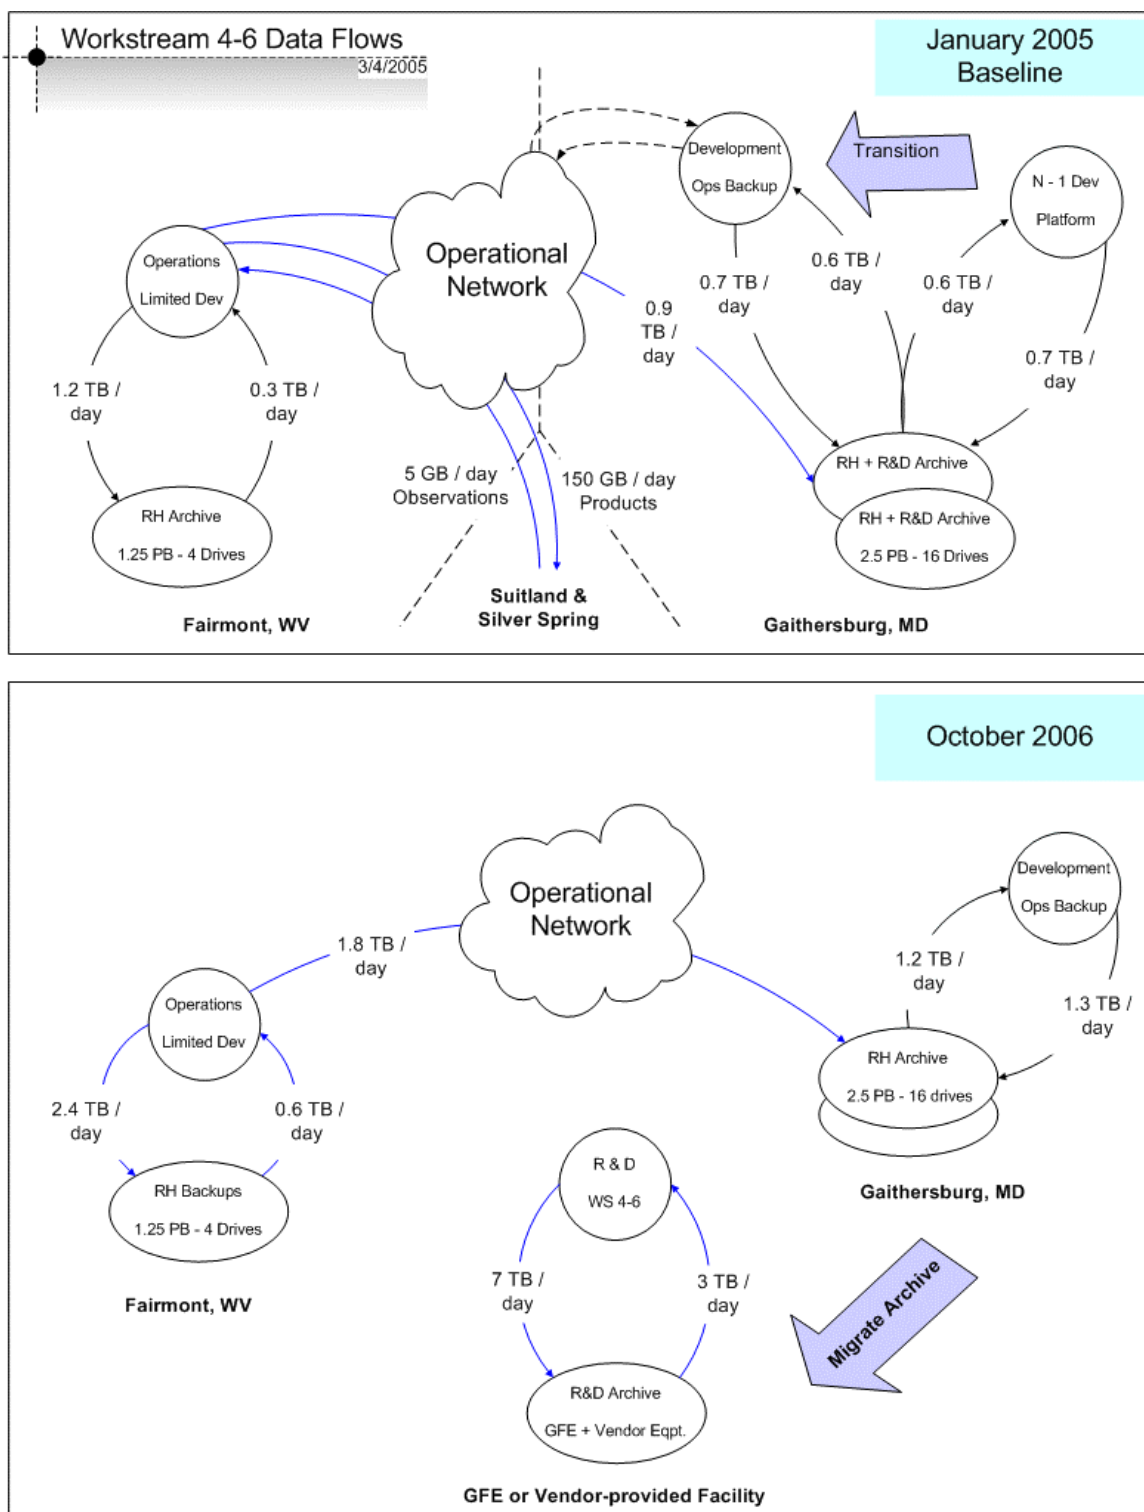 Workstream 4-6 Data Flows
3/4/2005
January 2005
Baseline
Transition
Development
Ops Backup
N - 1 Dev
Platform
Operational
Network
Operations
Limited Dev
0.6 TB /
day
0.7 TB /
day
0.6 TB /
day
0.9
TB /
day
0.7 TB /
day
1.2 TB /
day
0.3 TB /
day
5 GB / day
Observations
150 GB / day
Products
RH + R&D Archive
RH + R&D Archive
2.5 PB - 16 Drives
RH Archive
1.25 PB - 4 Drives
Suitland &
Silver Spring
Fairmont, WV
Gaithersburg, MD
October 2006
Operational
Network
Development
Ops Backup
1.8 TB /
day
1.2 TB /
day
1.3 TB /
day
Operations
Limited Dev
RH Archive
2.5 PB - 16 drives
2.4 TB /
day
0.6 TB /
day
RH Backups
1.25 PB - 4 Drives
R & D
WS 4-6
Gaithersburg, MD
Fairmont, WV
7 TB /
day
3 TB /
day
Migrate Archive
R&D Archive
GFE + Vendor Eqpt.
GFE or Vendor-provided Facility